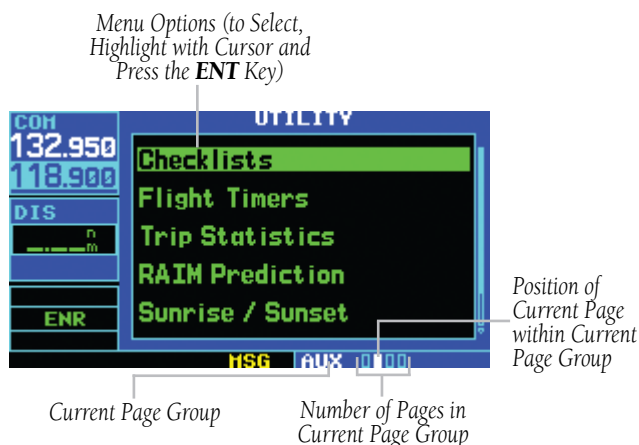 Menu Options (to Select,
Highlight with Cursor and
Press the ENT Key)
COM
132.950
118.900
DIS
_._ _ n m
ENR
UTILITY
Checklists
Flight Timers
Trip Statistics
RAIM Prediction
Sunrise / Sunset
MSG
AUX
Position of
Current Page
within Current
Page Group
Current Page Group
Number of Pages in
Current Page Group